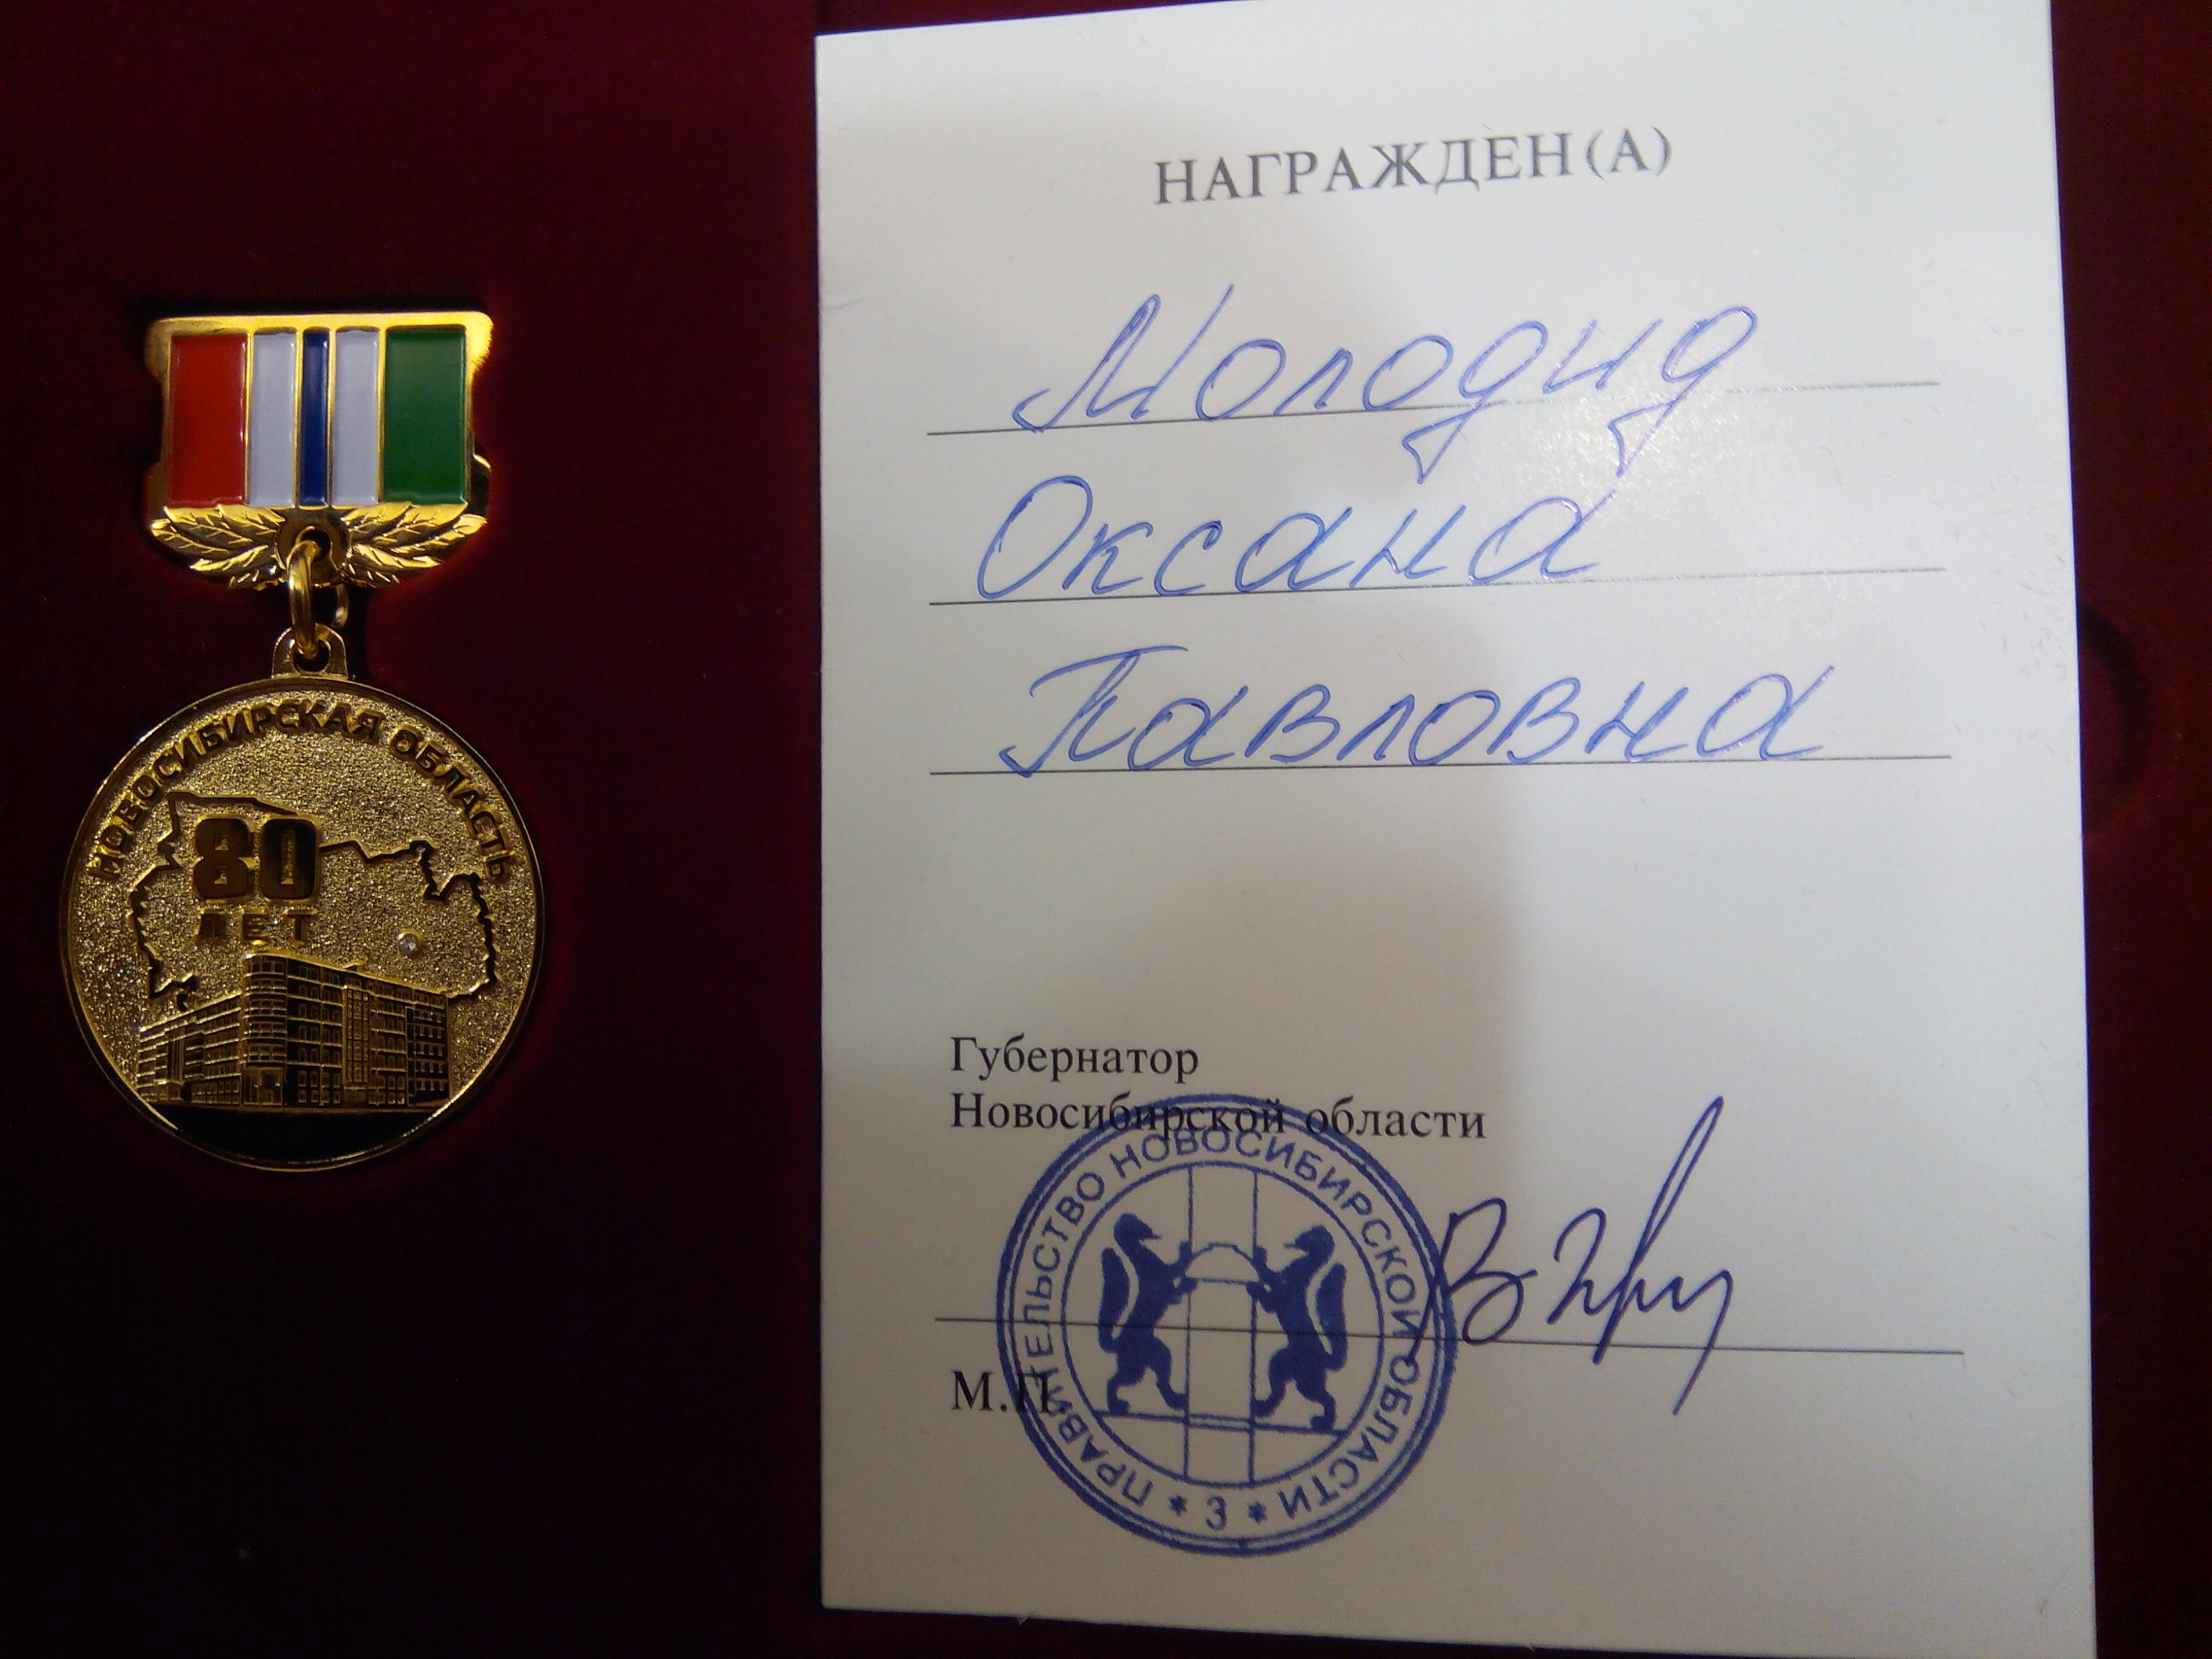 НОВОСИБИРСКАЯ ОБЛАСТЬ
80
ЛЕТ
НАГРАЖДЕН(А)
Молодид
Оксана
Павловна
Губернатор
Новосибирской области
М.П.
ПРАВИТЕЛЬСТВО НОВОСИБИРСКОЙ ОБЛАСТИ * 3 *